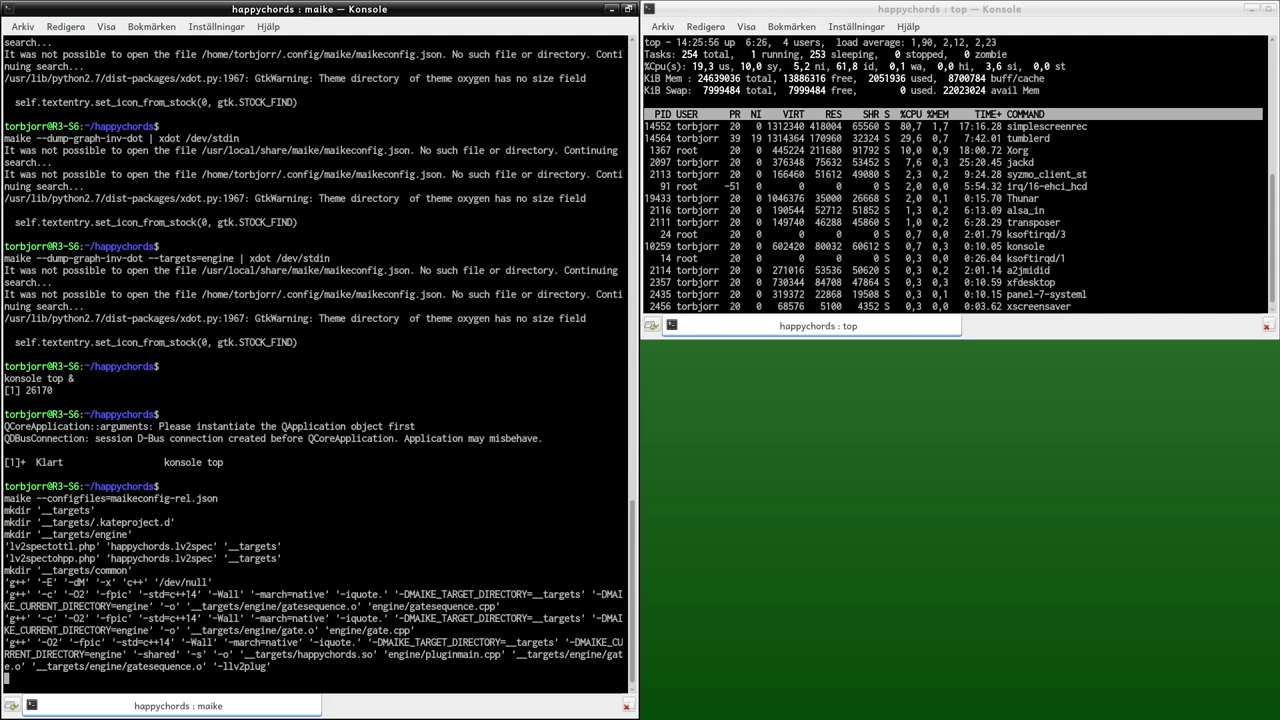 happychords : maike — Konsole
Arkiv Redigera Visa Bokmärken Inställningar Hjälp
search...
It was not possible to open the file /home/torbjorr/.config/maike/maikeconfig.json. No such file or directory. Conti
nuing search...
/usr/lib/python2.7/dist-packages/xdot.py:1967: GtkWarning: Theme directory  of theme oxygen has no size field

  self.textentry.set_icon_from_stock(0, gtk.STOCK_FIND)

torbjorr@R3-S6:~/happychords$
maike --dump-graph-inv-dot | xdot /dev/stdin
It was not possible to open the file /usr/local/share/maike/maikeconfig.json. No such file or directory. Continuing
search...
It was not possible to open the file /home/torbjorr/.config/maike/maikeconfig.json. No such file or directory. Conti
nuing search...
/usr/lib/python2.7/dist-packages/xdot.py:1967: GtkWarning: Theme directory  of theme oxygen has no size field

  self.textentry.set_icon_from_stock(0, gtk.STOCK_FIND)

torbjorr@R3-S6:~/happychords$
maike --dump-graph-inv-dot --targets=engine | xdot /dev/stdin
It was not possible to open the file /usr/local/share/maike/maikeconfig.json. No such file or directory. Continuing
search...
It was not possible to open the file /home/torbjorr/.config/maike/maikeconfig.json. No such file or directory. Conti
nuing search...
/usr/lib/python2.7/dist-packages/xdot.py:1967: GtkWarning: Theme directory  of theme oxygen has no size field

  self.textentry.set_icon_from_stock(0, gtk.STOCK_FIND)

torbjorr@R3-S6:~/happychords$
konsole top &
[1] 26170

torbjorr@R3-S6:~/happychords$
QCoreApplication::arguments: Please instantiate the QApplication object first
QDBusConnection: session D-Bus connection created before QCoreApplication. Application may misbehave.

[1]+  Klart                   konsole top

torbjorr@R3-S6:~/happychords$
maike --configfiles=maikeconfig-rel.json
mkdir '__targets'
mkdir '__targets/.kateproject.d'
mkdir '__targets/engine'
'lv2spectottl.php' 'happychords.lv2spec' '__targets'
'lv2spectohpp.php' 'happychords.lv2spec' '__targets'
mkdir '__targets/common'
'g++' '-E' '-dM' '-x' 'c++' '/dev/null'
'g++' '-c' '-O2' '-fpic' '-std=c++14' '-Wall' '-march=native' '-iquote.' '-DMAIKE_TARGET_DIRECTORY=__targets' '-DMAI
KE_CURRENT_DIRECTORY=engine' '-o' '__targets/engine/gatesequence.o' 'engine/gatesequence.cpp'
'g++' '-c' '-O2' '-fpic' '-std=c++14' '-Wall' '-march=native' '-iquote.' '-DMAIKE_TARGET_DIRECTORY=__targets' '-DMAI
KE_CURRENT_DIRECTORY=engine' '-o' '__targets/engine/gate.o' 'engine/gate.cpp'
'g++' '-O2' '-fpic' '-std=c++14' '-Wall' '-march=native' '-iquote.' '-DMAIKE_TARGET_DIRECTORY=__targets' '-DMAIKE_CU
RRENT_DIRECTORY=engine' '-shared' '-s' '-o' '__targets/happychords.so' 'engine/pluginmain.cpp' '__targets/engine/gat
e.o' '__targets/engine/gatesequence.o' '-llv2plug'
happychords : maike
happychords : top — Konsole
Arkiv Redigera Visa Bokmärken Inställningar Hjälp
top - 14:25:56 up  6:26,  4 users,  load average: 1,90, 2,12, 2,23
Tasks: 254 total,   1 running, 253 sleeping,   0 stopped,   0 zombie
%Cpu(s): 19,3 us, 10,0 sy,  5,2 ni, 61,8 id,  0,1 wa,  0,0 hi,  3,6 si,  0,0 st
KiB Mem : 24639036 total, 13886316 free,  2051936 used,  8700784 buff/cache
KiB Swap:  7999484 total,  7999484 free,        0 used. 22023024 avail Mem

PID USER PR NI VIRT RES SHR S %CPU %MEM TIME+ COMMAND
14552 torbjorr 20 0 1312340 418004 65560 S 80,7 1,7 17:16.28 simplescreenrec
14564 torbjorr 39 19 1314364 170960 32324 S 29,6 0,7 7:42.01 tumblerd
1367 root 20 0 445224 211680 91792 S 10,0 0,9 18:00.72 Xorg
2097 torbjorr 20 0 376348 75632 53452 S 7,6 0,3 25:20.45 jackd
2113 torbjorr 20 0 166460 51612 49080 S 2,3 0,2 9:24.28 syzmo_client_st
91 root -51 0 0 0 0 S 2,0 0,0 5:54.32 irq/16-ehci_hcd
19433 torbjorr 20 0 1046376 35000 26668 S 2,0 0,1 0:15.70 Thunar
2116 torbjorr 20 0 190544 52712 51852 S 1,3 0,2 6:13.09 alsa_in
2111 torbjorr 20 0 149740 46288 45860 S 1,0 0,2 6:28.29 transposer
24 root 20 0 0 0 0 S 0,7 0,0 2:01.79 ksoftirqd/3
10259 torbjorr 20 0 602420 80032 60612 S 0,7 0,3 0:10.05 konsole
14 root 20 0 0 0 0 S 0,3 0,0 0:26.04 ksoftirqd/1
2114 torbjorr 20 0 271016 53536 50620 S 0,3 0,2 2:01.14 a2jmidid
2357 torbjorr 20 0 730344 84708 47864 S 0,3 0,3 0:10.59 xfdesktop
2435 torbjorr 20 0 319372 22868 19508 S 0,3 0,1 0:10.15 panel-7-systeml
2456 torbjorr 20 0 68576 5100 4352 S 0,3 0,0 0:03.62 xscreensaver
happychords : top